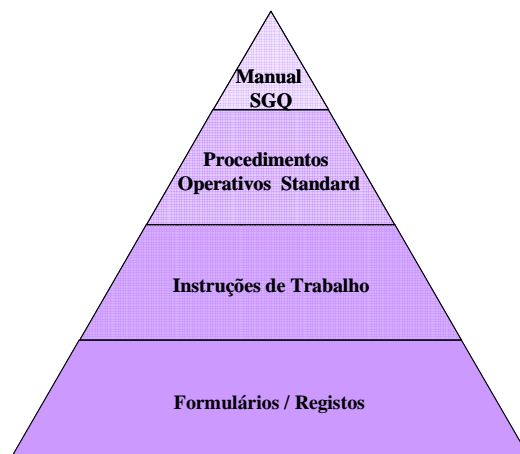 Manual
SGQ
Procedimentos
Operativos Standard
Instruções de Trabalho
Formulários / Registos